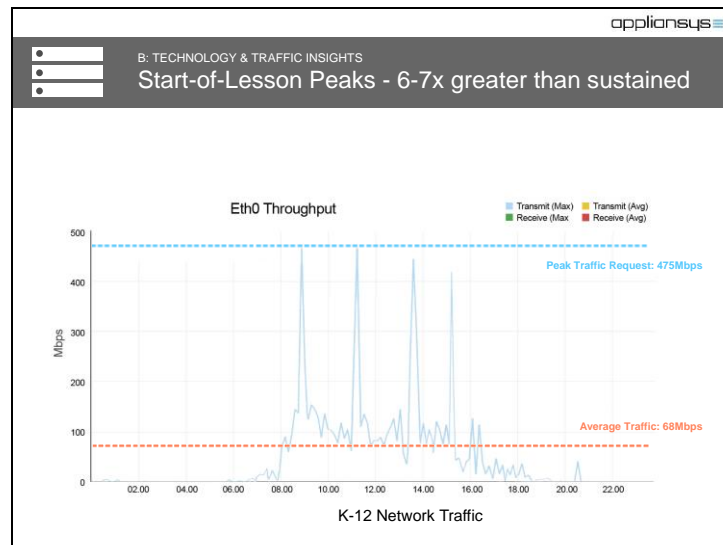 appliansys
B: TECHNOLOGY & TRAFFIC INSIGHTS
Start-of-Lesson Peaks - 6-7x greater than sustained
Eth0 Throughput
Transmit (Max) Transmit (Avg)
Receive (Max Receive (Avg)
500
Peak Traffic Request: 475Mbps
400
300
Mbps
200
Average Traffic: 68Mbps
100
0
02.00 04.00 06.00 08.00 10.00 12.00 14.00 16.00 18.00 20.00 22.00
K-12 Network Traffic